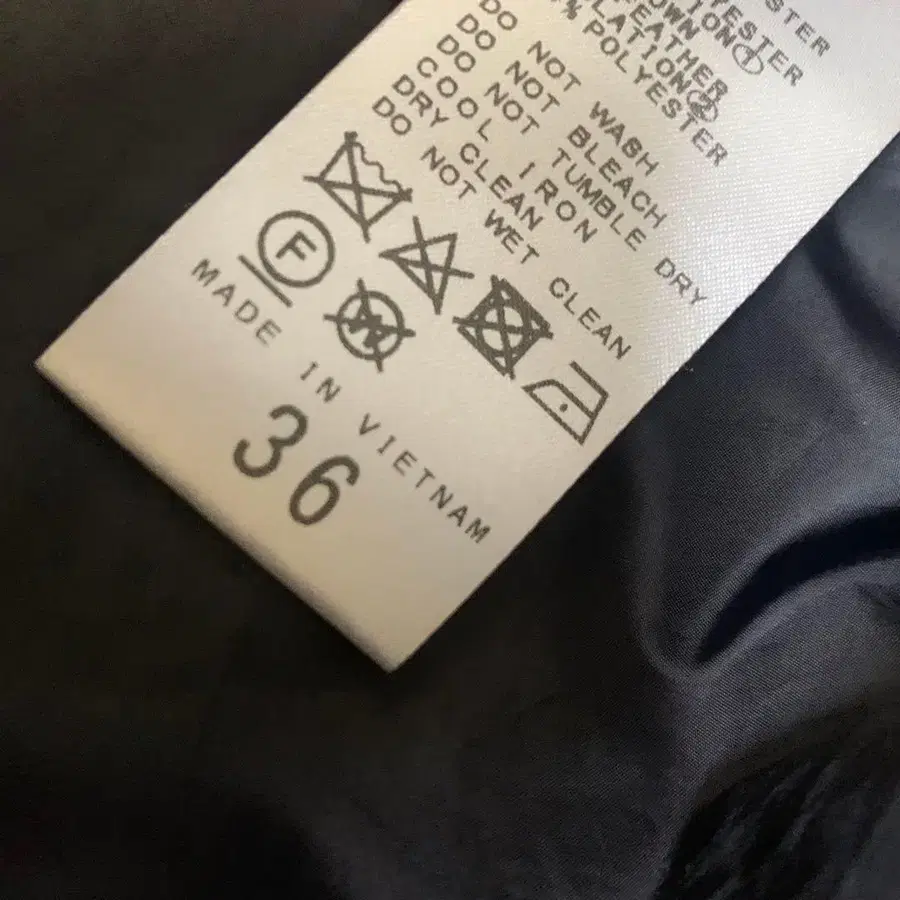 FEATHER
% POLYESTER
DO NOT WASH
DO NOT BLEACH
DO NOT TUMBLE DRY
COOL IRON
DRY CLEAN
DO NOT WET CLEAN
F W
MADE IN VIETNAM
36